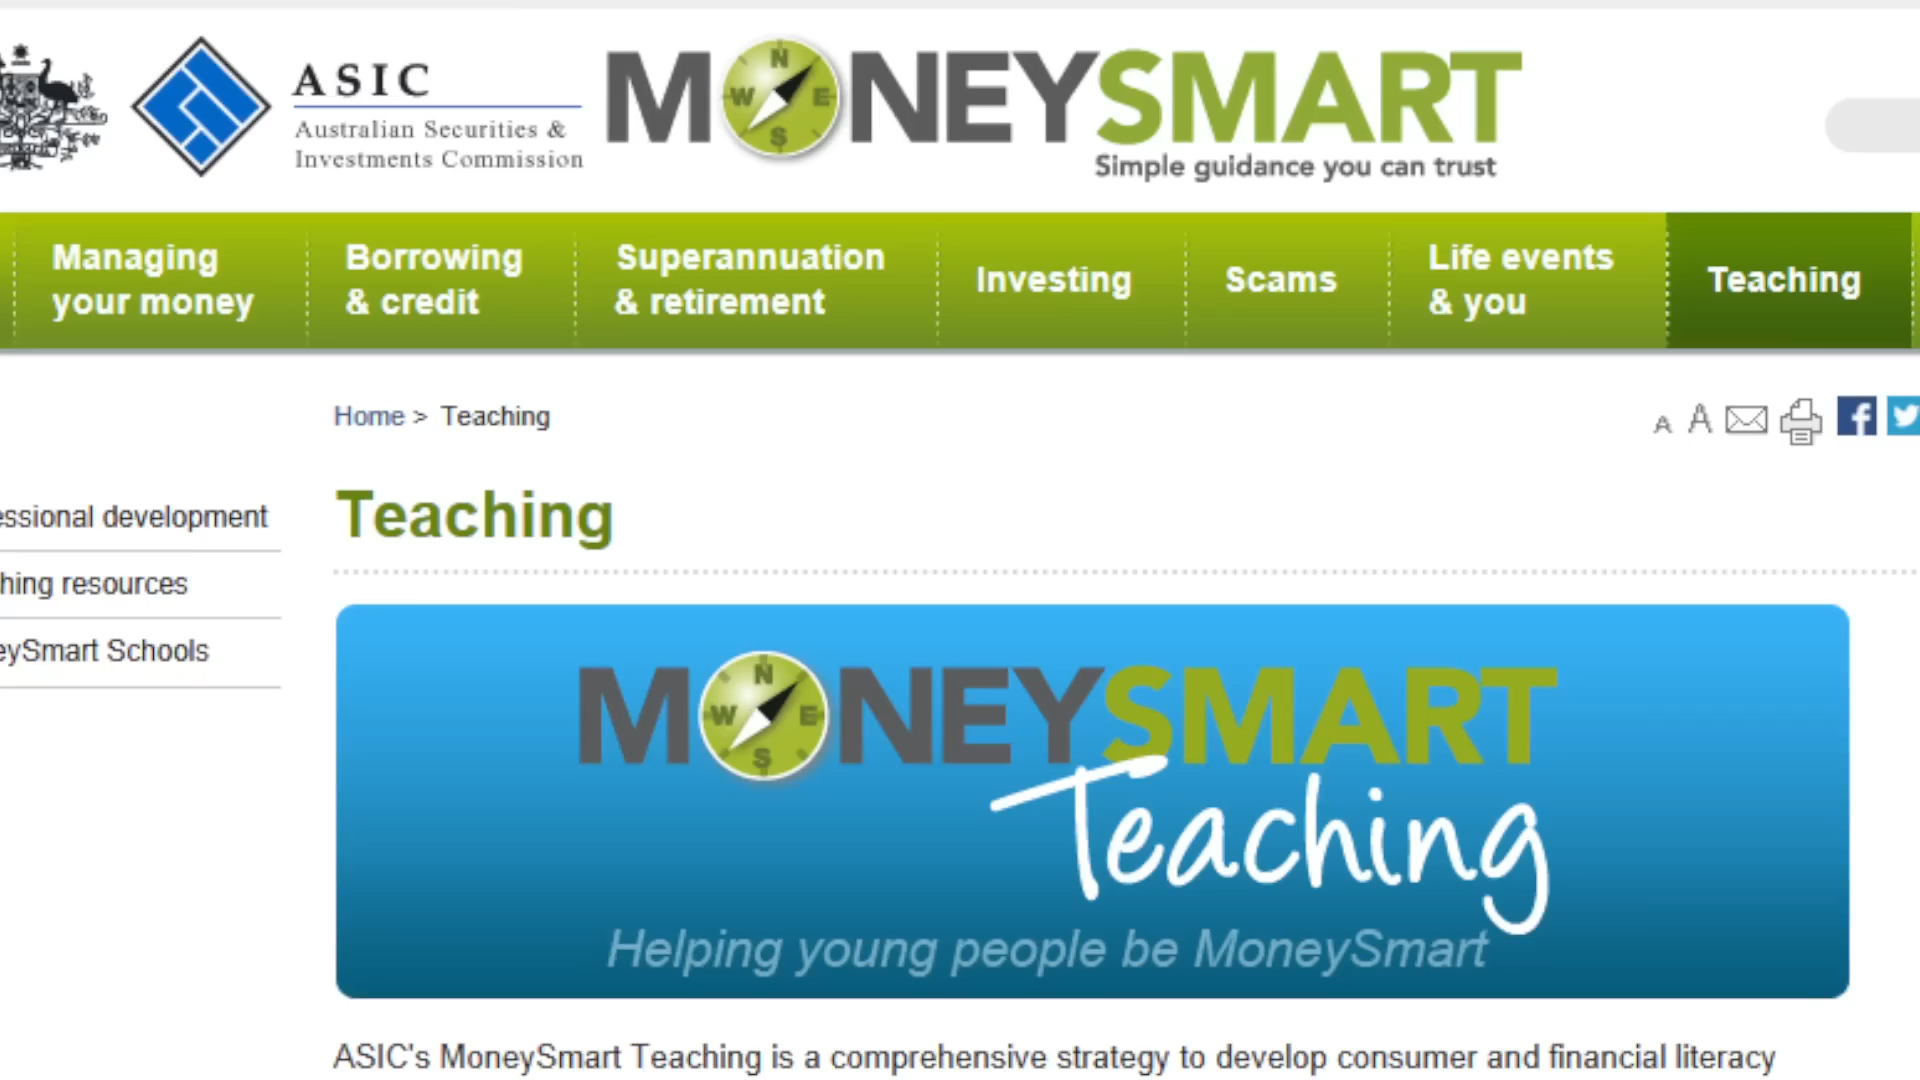 ASIC
Australian Securities &
Investments Commission
MONEYSMART
N
W E
S
Simple guidance you can trust
Managing
your money
Borrowing
& credit
Superannuation
& retirement
Investing
Scams
Life events
& you
Teaching
Home > Teaching
A A
essional development
hing resources
eySmart Schools
Teaching
MONEYSMART
N
W E
S
Teaching
Helping young people be MoneySmart
ASIC's MoneySmart Teaching is a comprehensive strategy to develop consumer and financial literacy